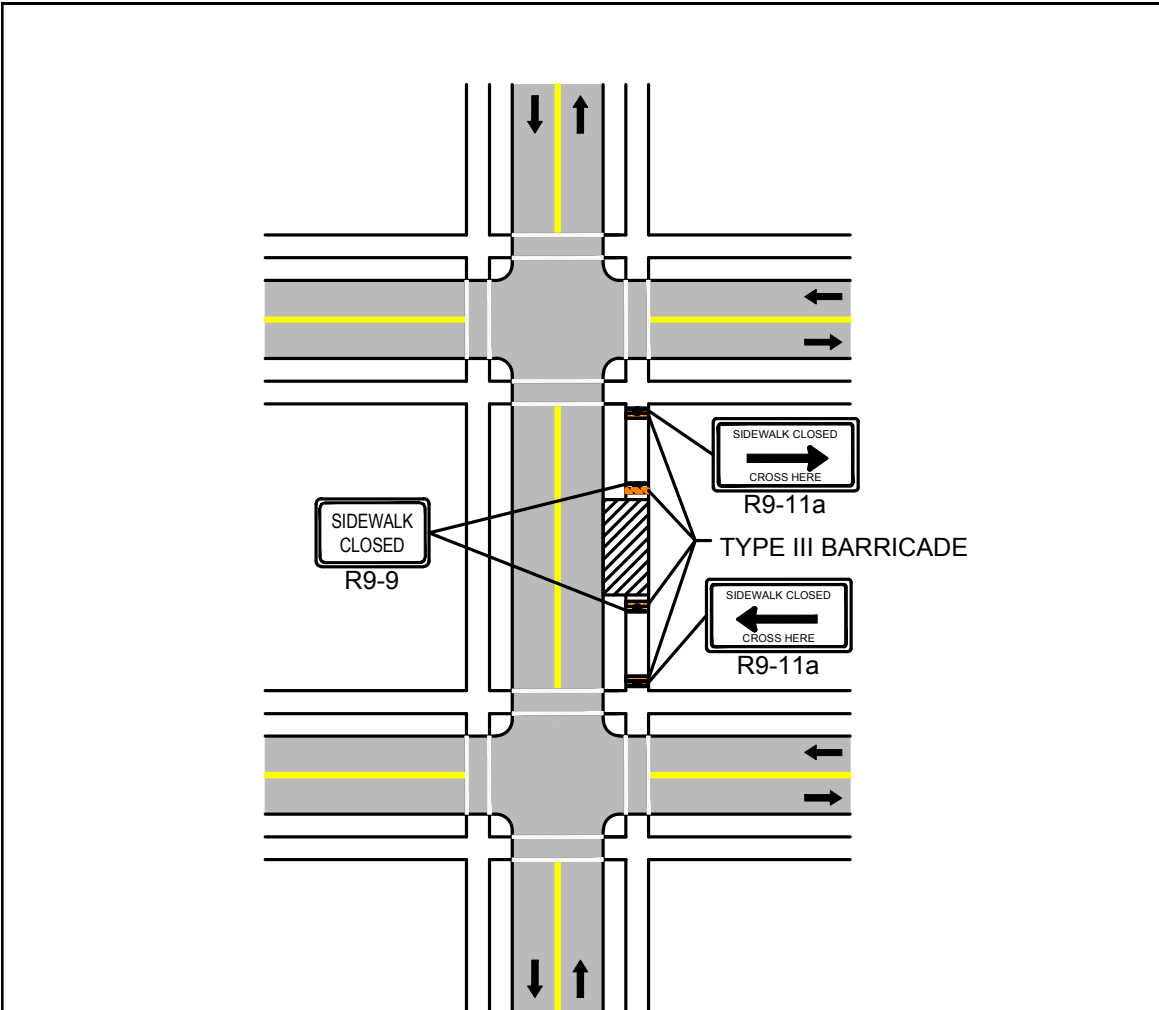 SIDEWALK CLOSED
CROSS HERE
R9-11a
SIDEWALK
CLOSED
R9-9
TYPE III BARRICADE
SIDEWALK CLOSED
CROSS HERE
R9-11a